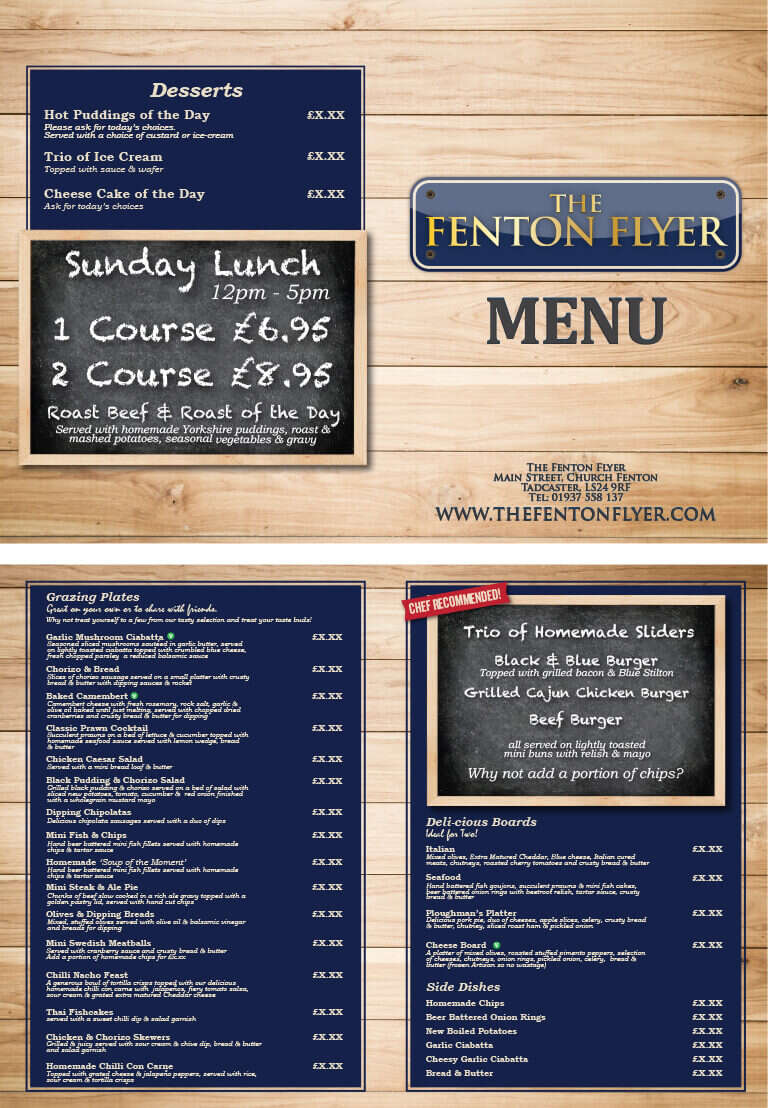 Desserts
Hot Puddings of the Day £X.XX
Please ask for today's choices.
Served with a choice of custard or ice-cream
Trio of Ice Cream £X.XX
Topped with sauce & wafer
Cheese Cake of the Day £X.XX
Ask for today's choices
Sunday Lunch
12pm - 5pm
1 Course £6.95
2 Course £8.95
Roast Beef & Roast of the Day
Served with homemade Yorkshire puddings, roast &
mashed potatoes, seasonal vegetables & gravy
THE
FENTON FLYER
MENU
The Fenton Flyer
Main Street, Church Fenton
Tadcaster, LS24 9RF
Tel: 01937 558 137
www.thefentonflyer.com
Grazing Plates
Great on your own or to share with friends.
Why not treat yourself to a few from our tasty selection and treat your taste buds!
Garlic Mushroom Ciabatta V £X.XX
Seasoned sliced mushrooms sauteed in garlic butter, served
on lightly toasted ciabatta topped with crumbled blue cheese,
fresh chopped parsley a reduced balsamic sauce
Chorizo & Bread £X.XX
Slices of chorizo sausage served on a small platter with crusty
bread & butter with dipping sauces & rocket
Baked Camembert V £X.XX
Camembert cheese with fresh rosemary, rock salt, garlic &
olive oil baked until just melting, served with chopped dried
cranberries and crusty bread & butter for dipping
Classic Prawn Cocktail £X.XX
Succulent prawns on a bed of lettuce & cucumber topped with
homemade seafood sauce served with lemon wedge, bread
& butter
Chicken Caesar Salad £X.XX
Served with a mini bread loaf & butter
Black Pudding & Chorizo Salad £X.XX
Grilled black pudding & chorizo served on a bed of salad with
sliced new potatoes, tomato, cucumber & red onion finished
with a wholegrain mustard mayo
Dipping Chipolatas £X.XX
Delicious chipolata sausages served with a duo of dips
Mini Fish & Chips £X.XX
Hand beer battered mini fish fillets served with homemade
chips & tartar sauce
Homemade 'Soup of the Moment' £X.XX
Hand beer battered mini fish fillets served with homemade
chips & tartar sauce
Mini Steak & Ale Pie £X.XX
Chunks of beef slow cooked in a rich ale gravy topped with a
golden pastry lid, served with hand cut chips
Olives & Dipping Breads £X.XX
Mixed, stuffed olives served with olive oil & balsamic vinegar
and breads for dipping
Mini Swedish Meatballs £X.XX
Served with cranberry sauce and crusty bread & butter
Add a portion of homemade chips for £x.xx
Chilli Nacho Feast £X.XX
A generous bowl of tortilla crisps topped with our delicious
homemade chilli con carne with jalapeños, fiery tomato salsa,
sour cream & grated extra matured Cheddar cheese
Thai Fishcakes £X.XX
served with a sweet chilli dip & salad garnish
Chicken & Chorizo Skewers £X.XX
Grilled & juicy served with sour cream & chive dip, bread & butter
and salad garnish
Homemade Chilli Con Carne £X.XX
Topped with grated cheese & jalapeño peppers, served with rice,
sour cream & tortilla crisps
CHEF RECOMMENDED!
Trio of Homemade Sliders
Black & Blue Burger
Topped with grilled bacon & Blue Stilton
Grilled Cajun Chicken Burger
Beef Burger
all served on lightly toasted
mini buns with relish & mayo
Why not add a portion of chips?
Deli-cious Boards
Ideal for Two!
Italian £X.XX
Mixed olives, Extra Matured Cheddar, Blue cheese, Italian cured
meats, chutneys, roasted cherry tomatoes and crusty bread & butter
Seafood £X.XX
Hand battered fish goujons, succulent prawns & mini fish cakes,
beer battered onion rings with beetroot relish, tartar sauce, crusty
bread & butter
Ploughman's Platter £X.XX
Delicious pork pie, duo of cheeses, apple slices, celery, crusty bread
& butter, chutney, sliced roast ham & pickled onion
Cheese Board V £X.XX
A platter of mixed olives, roasted stuffed pimento peppers, selection
of cheeses, chutneys, onion rings, pickled onion, celery, bread &
butter (frozen Artisan so no wastage)
Side Dishes
Homemade Chips £X.XX
Beer Battered Onion Rings £X.XX
New Boiled Potatoes £X.XX
Garlic Ciabatta £X.XX
Cheesy Garlic Ciabatta £X.XX
Bread & Butter £X.XX